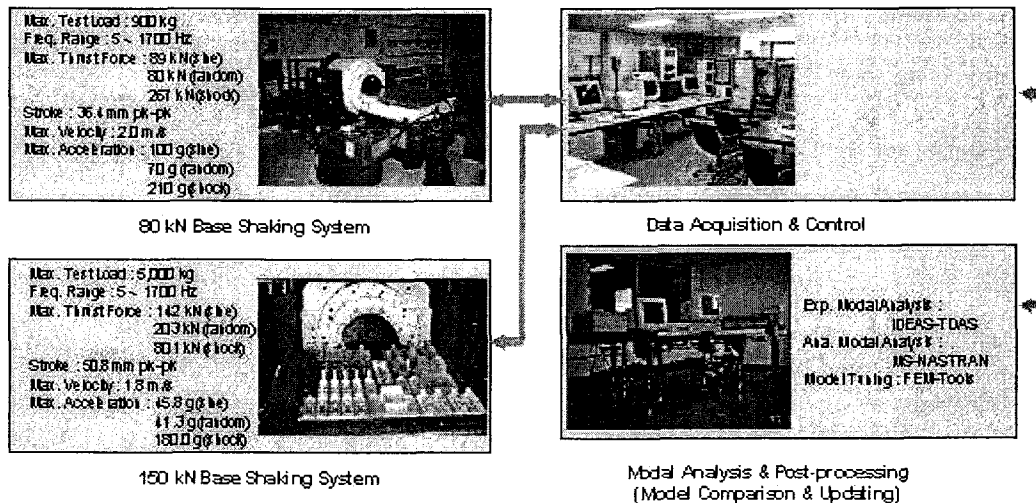 Max. Test Load : 900 kg
Freq. Range : 5 ~ 1700 Hz
Max. Thrust Force : 89 kN(sine)
80 kN(random)
267 kN(shock)
Stroke : 36.4 mm pk-pk
Max. Velocity : 2.0 m/s
Max. Accelration : 100 g(sine)
70 g(random)
210 g(shock)
80 kN Base Shaking System
Data Acquisition & Control
Max. Test Load : 5,000 kg
Freq. Range : 5 ~ 1700 Hz
Max. Thrust Force : 142 kN(sine)
203 kN(random)
801 kN(shock)
Stroke : 50.8 mm pk-pk
Max. Velocity : 1.8 m/s
Max. Accelration : 45.8 g(sine)
41.3 g(random)
180.0 g(shock)
150 kN Base Shaking System
Exp. Modal Analysis :
IDEAS-TDAS
Ana. Modal Analysis :
MS-NASTRAN
Model Tuning : FEM-Tools
Modal Analysis & Post-processing
(Model Comparison & Updating)